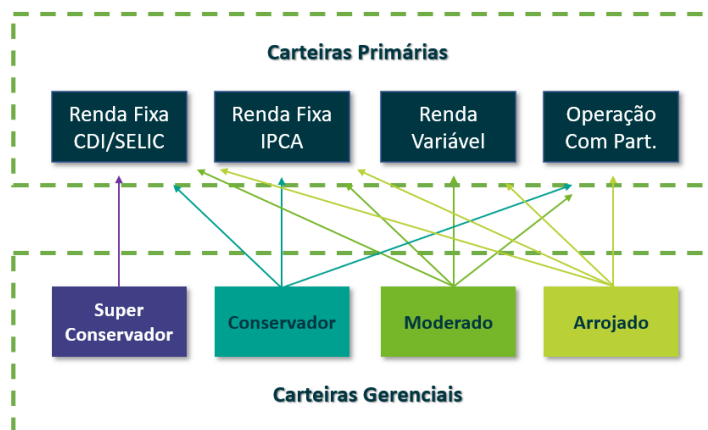 Carteiras Primárias
Renda Fixa
CDI/SELIC
Renda Fixa
IPCA
Renda
Variável
Operação
Com Part.
Super
Conservador
Conservador
Moderado
Arrojado
Carteiras Gerenciais